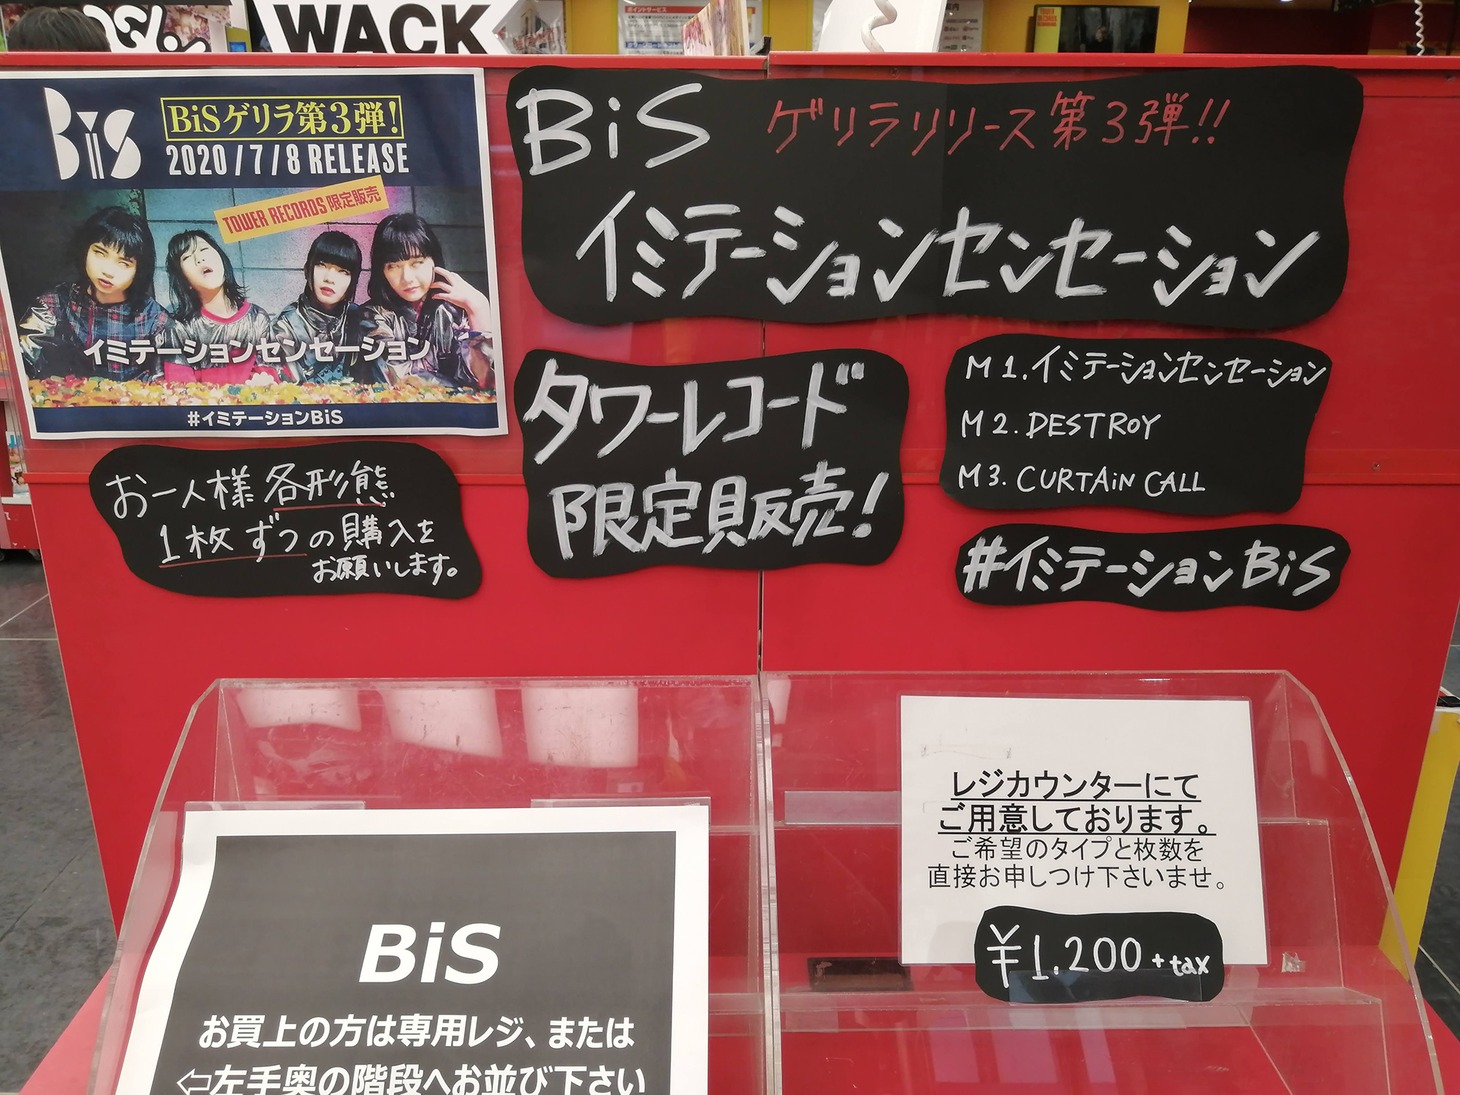 WACK
BiS
BiSゲリラ第3弾!
2020/7/8 RELEASE
TOWER RECORDS 限定販売
イミテーションセンセーション
#イミテーションBiS
BiS ゲリラリリース第3弾!!
イミテーションセンセーション
タワーレコード
限定販売!
M1.イミテーションセンセーション
M2.DESTROY
M3.CURTAiN CALL
#イミテーションBiS
お一人様各形熊
1枚ずつの購入を
お願いします。
レジカウンターにて
ご用意しております。
ご希望のタイプと枚数を
直接お申しつけ下さいませ。
¥1.200+tax
BiS
お買上の方は専用レジ、または
⇦左手奥の階段へお並び下さい